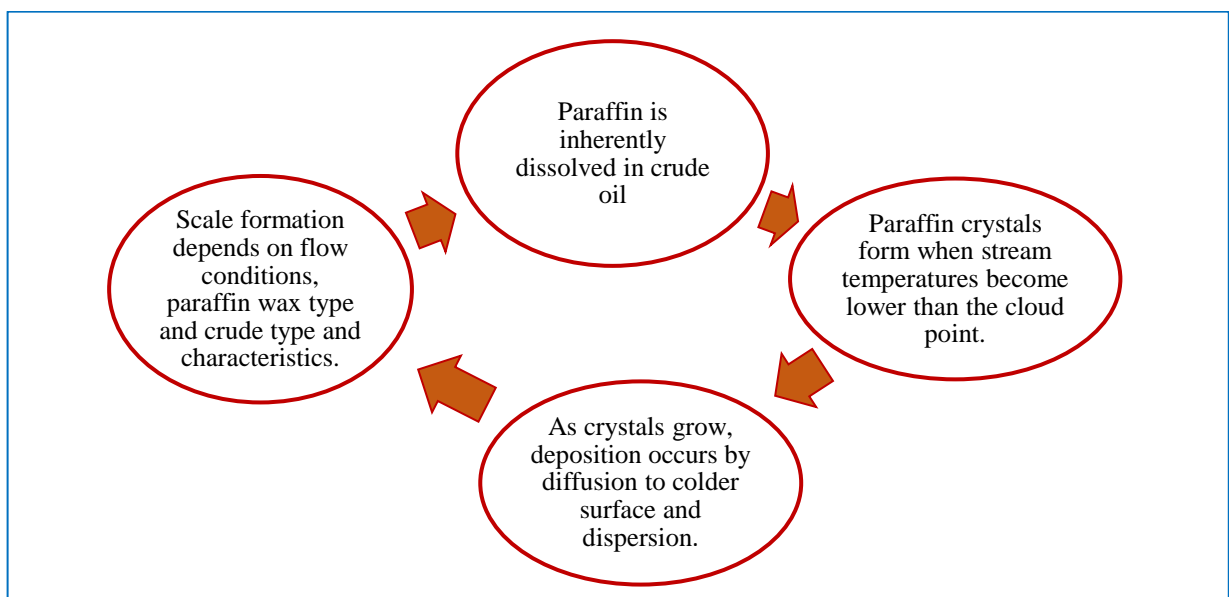 Paraffin is
inherently
dissolved in crude
oil
Paraffin crystals
form when stream
temperatures become
lower than the cloud
point.
As crystals grow,
deposition occurs by
diffusion to colder
surface and
dispersion.
Scale formation
depends on flow
conditions,
paraffin wax type
and crude type and
characteristics.